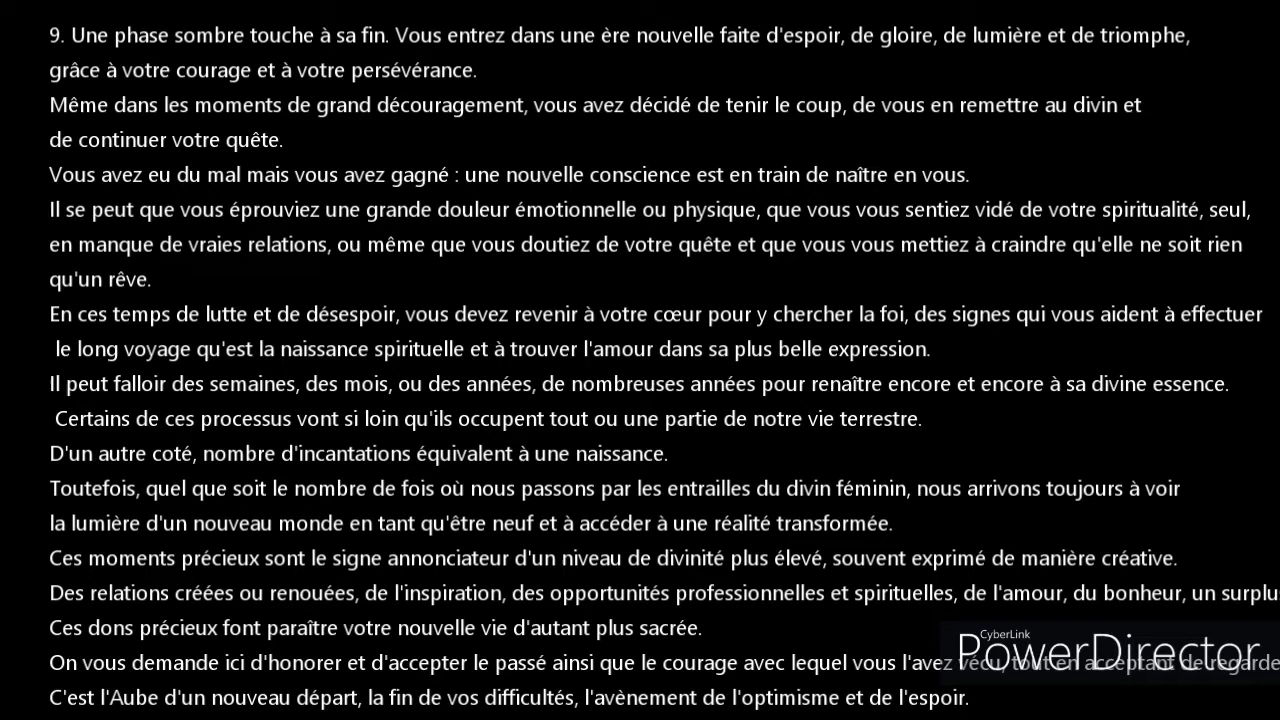 9. Une phase sombre touche à sa fin. Vous entrez dans une ère nouvelle faite d'espoir, de gloire, de lumière et de triomphe,
grâce à votre courage et à votre persévérance.
Même dans les moments de grand découragement, vous avez décidé de tenir le coup, de vous en remettre au divin et
de continuer votre quête.
Vous avez eu du mal mais vous avez gagné : une nouvelle conscience est en train de naître en vous.
Il se peut que vous éprouviez une grande douleur émotionnelle ou physique, que vous vous sentiez vidé de votre spiritualité, seul,
en manque de vraies relations, ou même que vous doutiez de votre quête et que vous vous mettiez à craindre qu'elle ne soit rien
qu'un rêve.
En ces temps de lutte et de désespoir, vous devez revenir à votre cœur pour y chercher la foi, des signes qui vous aident à effectuer
le long voyage qu'est la naissance spirituelle et à trouver l'amour dans sa plus belle expression.
Il peut falloir des semaines, des mois, ou des années, de nombreuses années pour renaître encore et encore à sa divine essence.
Certains de ces processus vont si loin qu'ils occupent tout ou une partie de notre vie terrestre.
D'un autre coté, nombre d'incantations équivalent à une naissance.
Toutefois, quel que soit le nombre de fois où nous passons par les entrailles du divin féminin, nous arrivons toujours à voir
la lumière d'un nouveau monde en tant qu'être neuf et à accéder à une réalité transformée.
Ces moments précieux sont le signe annonciateur d'un niveau de divinité plus élevé, souvent exprimé de manière créative.
Des relations créées ou renouées, de l'inspiration, des opportunités professionnelles et spirituelles, de l'amour, du bonheur, un surplus
Ces dons précieux font paraître votre nouvelle vie d'autant plus sacrée.
On vous demande ici d'honorer et d'accepter le passé ainsi que le courage avec lequel vous l'avez vécu, tout en acceptant de regarde
C'est l'Aube d'un nouveau départ, la fin de vos difficultés, l'avènement de l'optimisme et de l'espoir.
CyberLink
PowerDirector